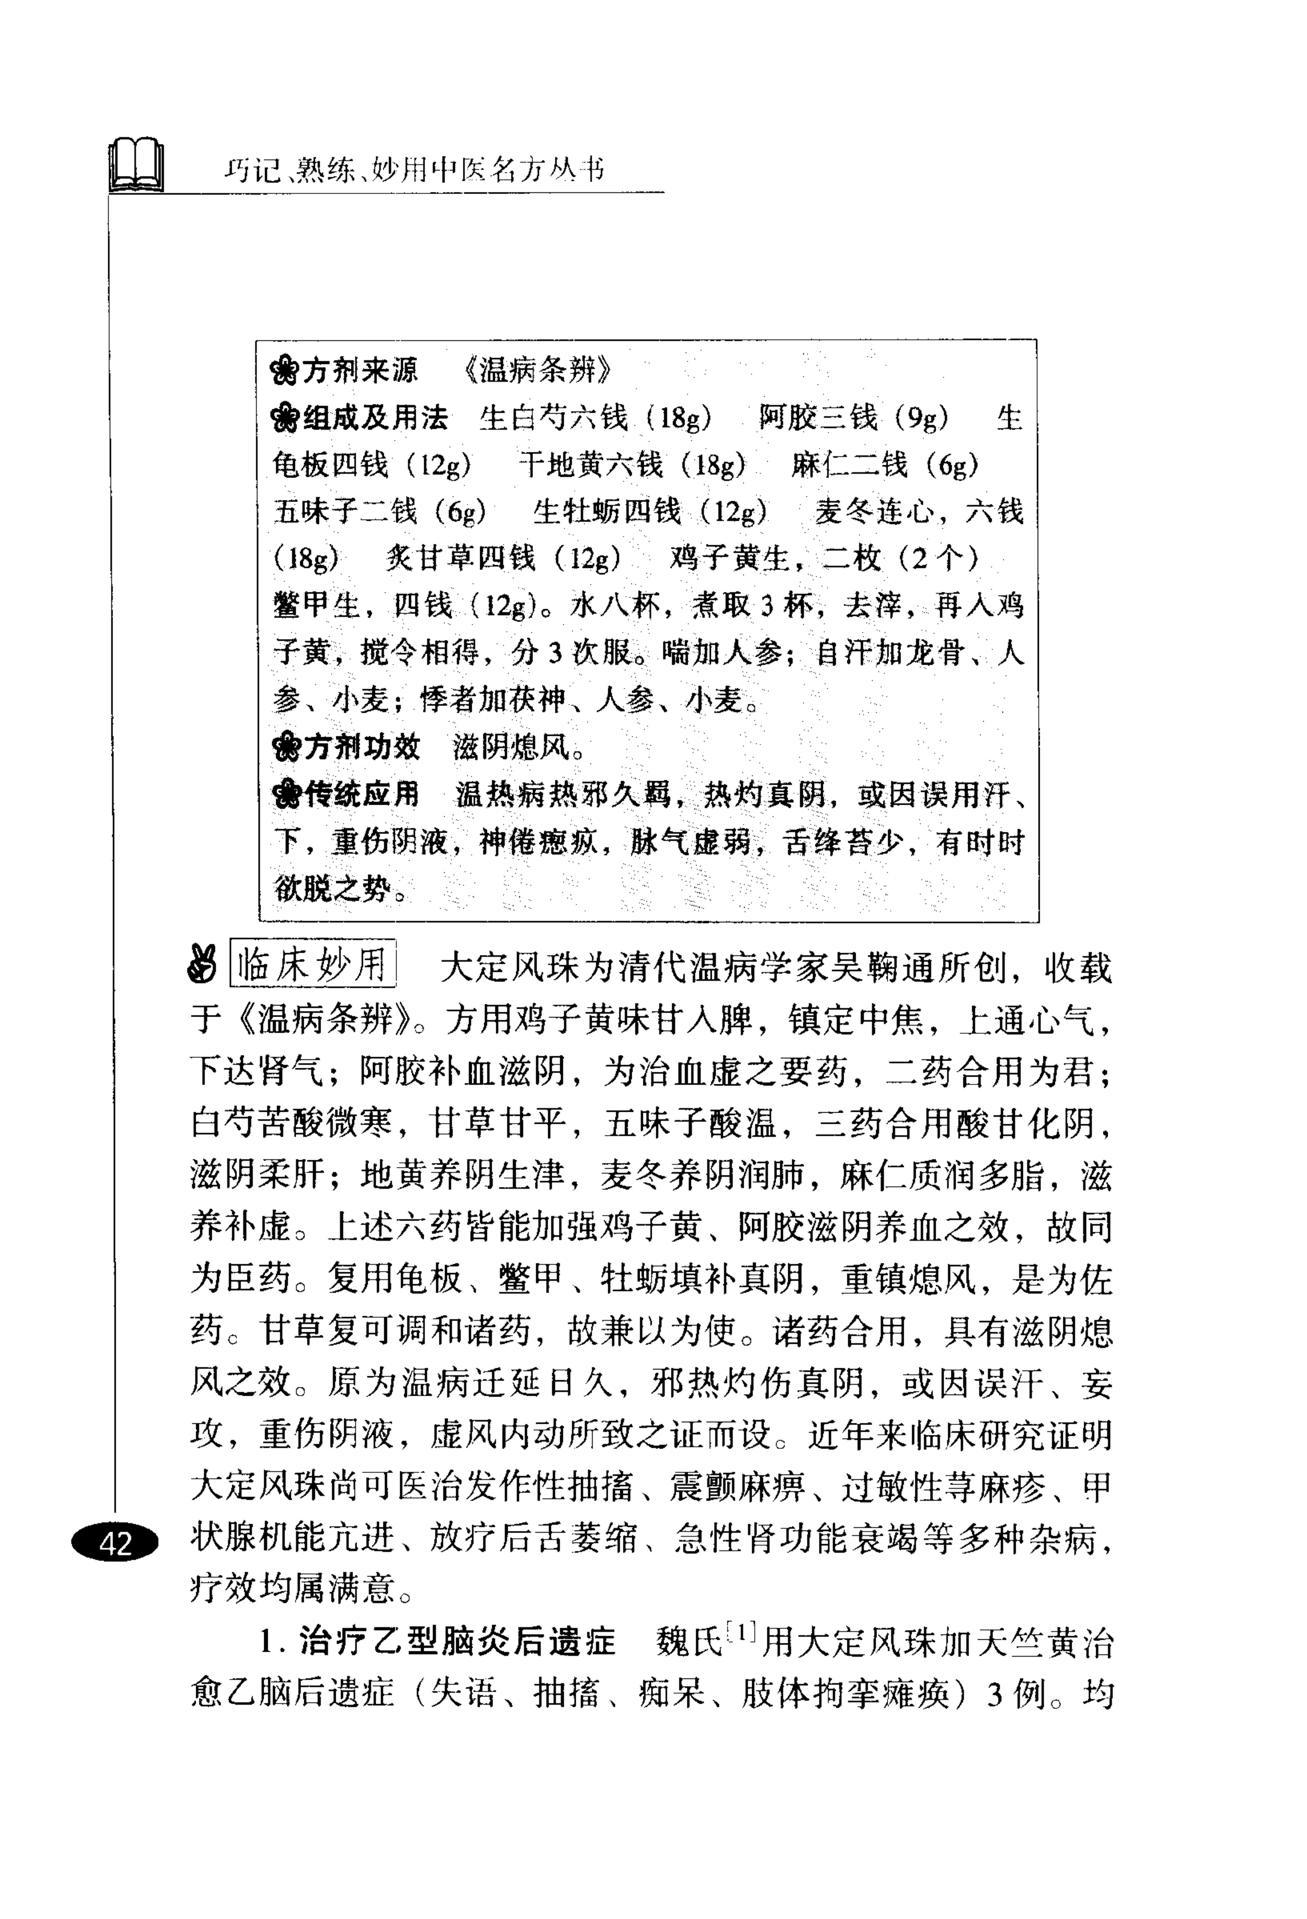 巧记、熟练、妙用中医名方丛书
方剂来源 《温病条辨》
组成及用法 生白芍六钱（18g） 阿胶三钱（9g） 生
龟板四钱（12g） 干地黄六钱（18g） 麻仁二钱（6g）
五味子二钱（6g） 生牡蛎四钱（12g） 麦冬连心，六钱
（18g） 炙甘草四钱（12g） 鸡子黄生，二枚（2个）
鳖甲生，四钱（12g）。水八杯，煮取3杯，去滓，再入鸡
子黄，搅令相得，分3次服。喘加人参；自汗加龙骨、人
参、小麦；悸者加茯神、人参、小麦。
方剂功效 滋阴熄风。
传统应用 温热病热邪久羁，热灼真阴，或因误用汗、
下，重伤阴液，神倦瘛疭，脉气虚弱，舌绛苔少，有时时
欲脱之势。
临床妙用 大定风珠为清代温病学家吴鞠通所创，收载
于《温病条辨》。方用鸡子黄味甘入脾，镇定中焦，上通心气，
下达肾气；阿胶补血滋阴，为治血虚之要药，二药合用为君；
白芍苦酸微寒，甘草甘平，五味子酸温，三药合用酸甘化阴，
滋阴柔肝；地黄养阴生津，麦冬养阴润肺，麻仁质润多脂，滋
养补虚。上述六药皆能加强鸡子黄、阿胶滋阴养血之效，故同
为臣药。复用龟板、鳖甲、牡蛎填补真阴，重镇熄风，是为佐
药。甘草复可调和诸药，故兼以为使。诸药合用，具有滋阴熄
风之效。原为温病迁延日久，邪热灼伤真阴，或因误汗、妄
攻，重伤阴液，虚风内动所致之证而设。近年来临床研究证明
大定风珠尚可医治发作性抽搐、震颤麻痹、过敏性荨麻疹、甲
状腺机能亢进、放疗后舌萎缩、急性肾功能衰竭等多种杂病，
疗效均属满意。
1. 治疗乙型脑炎后遗症 魏氏[1]用大定风珠加天竺黄治
愈乙脑后遗症（失语、抽搐、痴呆、肢体拘挛瘫痪）3例。均
42